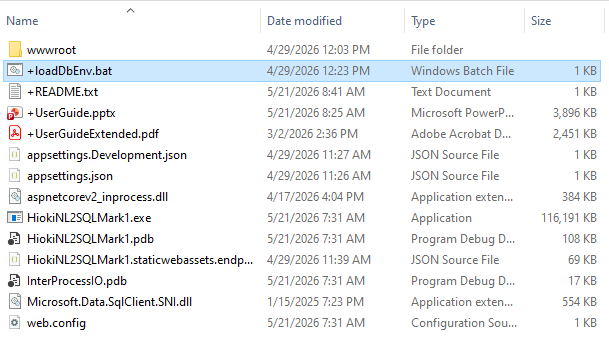 Name Date modified Type Size
wwwroot 4/29/2026 12:03 PM File folder
+loadDbEnv.bat 4/29/2026 12:23 PM Windows Batch File 1 KB
+README.txt 5/21/2026 8:41 AM Text Document 1 KB
+UserGuide.pptx 5/21/2026 8:25 AM Microsoft PowerP... 3,896 KB
+UserGuideExtended.pdf 3/2/2026 2:36 PM Adobe Acrobat D... 2,451 KB
appsettings.Development.json 4/29/2026 11:27 AM JSON Source File 1 KB
appsettings.json 4/29/2026 11:26 AM JSON Source File 1 KB
aspnetcorev2_inprocess.dll 4/17/2026 4:04 PM Application exten... 384 KB
HiokiNL2SQLMark1.exe 5/21/2026 7:31 AM Application 116,191 KB
HiokiNL2SQLMark1.pdb 5/21/2026 7:31 AM Program Debug D... 108 KB
HiokiNL2SQLMark1.staticwebassets.endp... 4/29/2026 11:39 AM JSON Source File 69 KB
InterProcessIO.pdb 5/21/2026 7:31 AM Program Debug D... 17 KB
Microsoft.Data.SqlClient.SNI.dll 1/15/2025 7:23 PM Application exten... 554 KB
web.config 5/21/2026 7:31 AM Configuration Sou... 1 KB